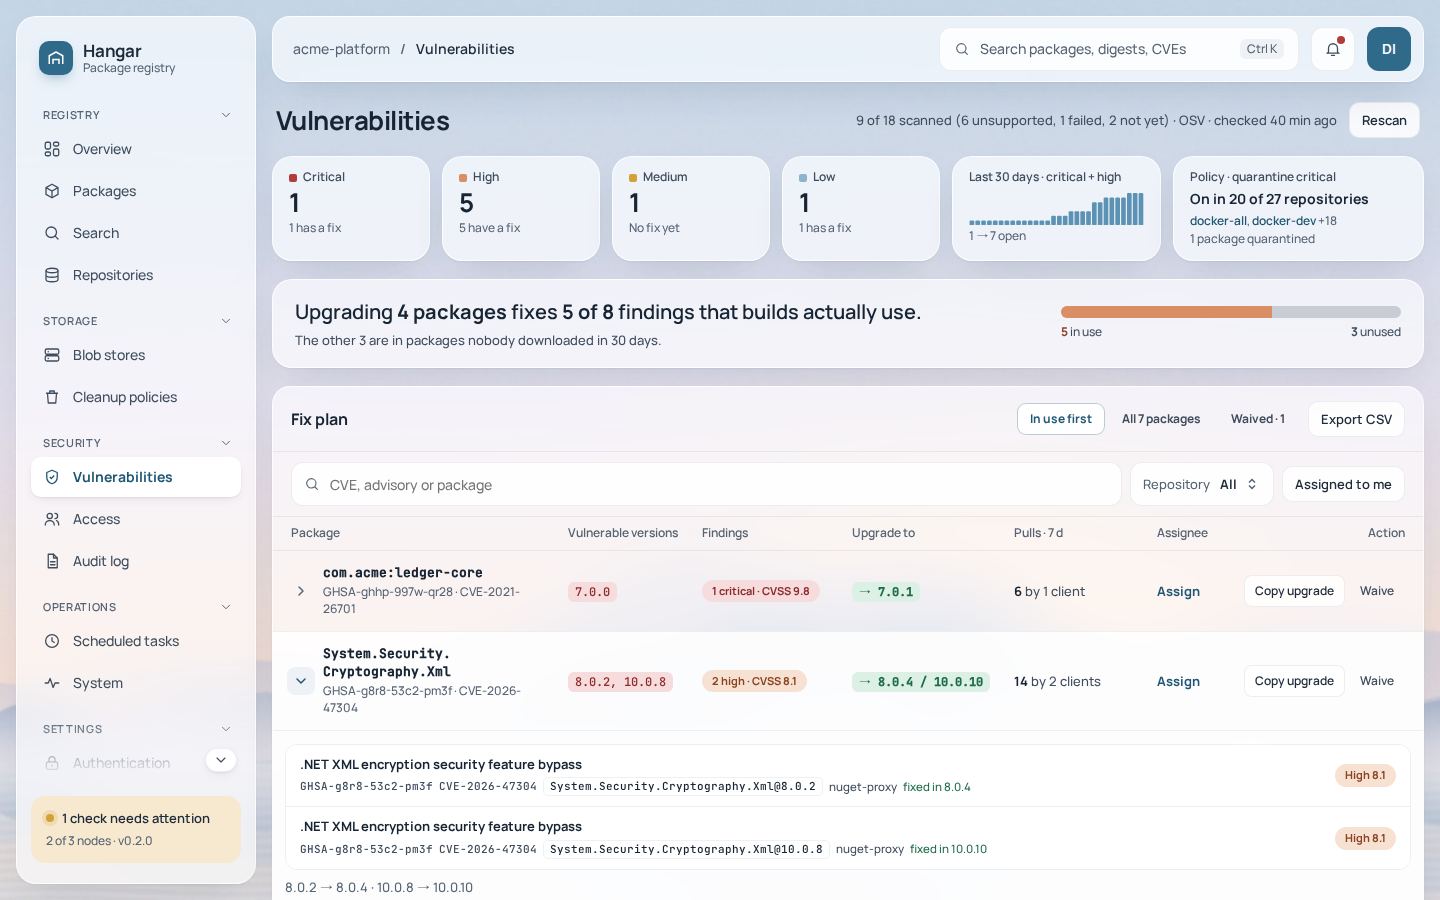 Hangar
Package registry
REGISTRY
Overview
Packages
Search
Repositories
STORAGE
Blob stores
Cleanup policies
SECURITY
Vulnerabilities
Access
Audit log
OPERATIONS
Scheduled tasks
System
SETTINGS
Authentication
1 check needs attention
2 of 3 nodes · v0.2.0
acme-platform / Vulnerabilities
Search packages, digests, CVEs Ctrl K
DI
Vulnerabilities
9 of 18 scanned (6 unsupported, 1 failed, 2 not yet) · OSV · checked 40 min ago
Rescan
Critical
1
1 has a fix
High
5
5 have a fix
Medium
1
No fix yet
Low
1
1 has a fix
Last 30 days · critical + high
1 → 7 open
Policy · quarantine critical
On in 20 of 27 repositories
docker-all, docker-dev +18
1 package quarantined
Upgrading 4 packages fixes 5 of 8 findings that builds actually use.
The other 3 are in packages nobody downloaded in 30 days.
5 in use 3 unused
Fix plan
In use first All 7 packages Waived · 1 Export CSV
CVE, advisory or package
Repository All
Assigned to me
Package Vulnerable versions Findings Upgrade to Pulls · 7 d Assignee Action
com.acme:ledger-core
GHSA-ghhp-997w-qr28 · CVE-2021-
26701
7.0.0
1 critical · CVSS 9.8
→ 7.0.1
6 by 1 client
Assign
Copy upgrade
Waive
System.Security.
Cryptography.Xml
GHSA-g8r8-53c2-pm3f · CVE-2026-
47304
8.0.2, 10.0.8
2 high · CVSS 8.1
→ 8.0.4 / 10.0.10
14 by 2 clients
Assign
Copy upgrade
Waive
.NET XML encryption security feature bypass
GHSA-g8r8-53c2-pm3f CVE-2026-47304 System.Security.Cryptography.Xml@8.0.2 nuget-proxy fixed in 8.0.4
High 8.1
.NET XML encryption security feature bypass
GHSA-g8r8-53c2-pm3f CVE-2026-47304 System.Security.Cryptography.Xml@10.0.8 nuget-proxy fixed in 10.0.10
High 8.1
8.0.2 → 8.0.4 · 10.0.8 → 10.0.10